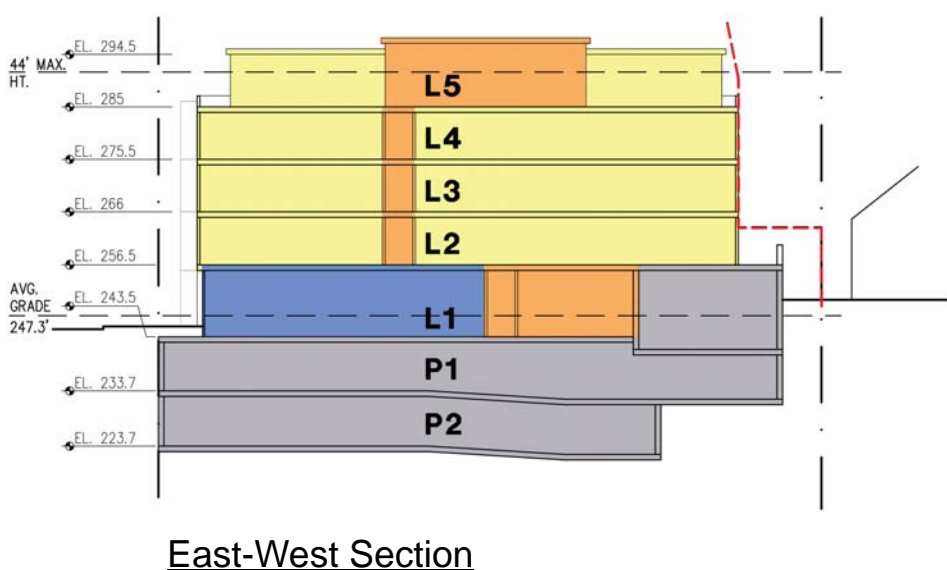 EL. 294.5
44' MAX.
HT.
L5
EL. 285
L4
EL. 275.5
L3
EL. 266
L2
EL. 256.5
AVG.
GRADE
EL. 243.5
247.3'
L1
P1
EL. 233.7
P2
EL. 223.7
East-West Section